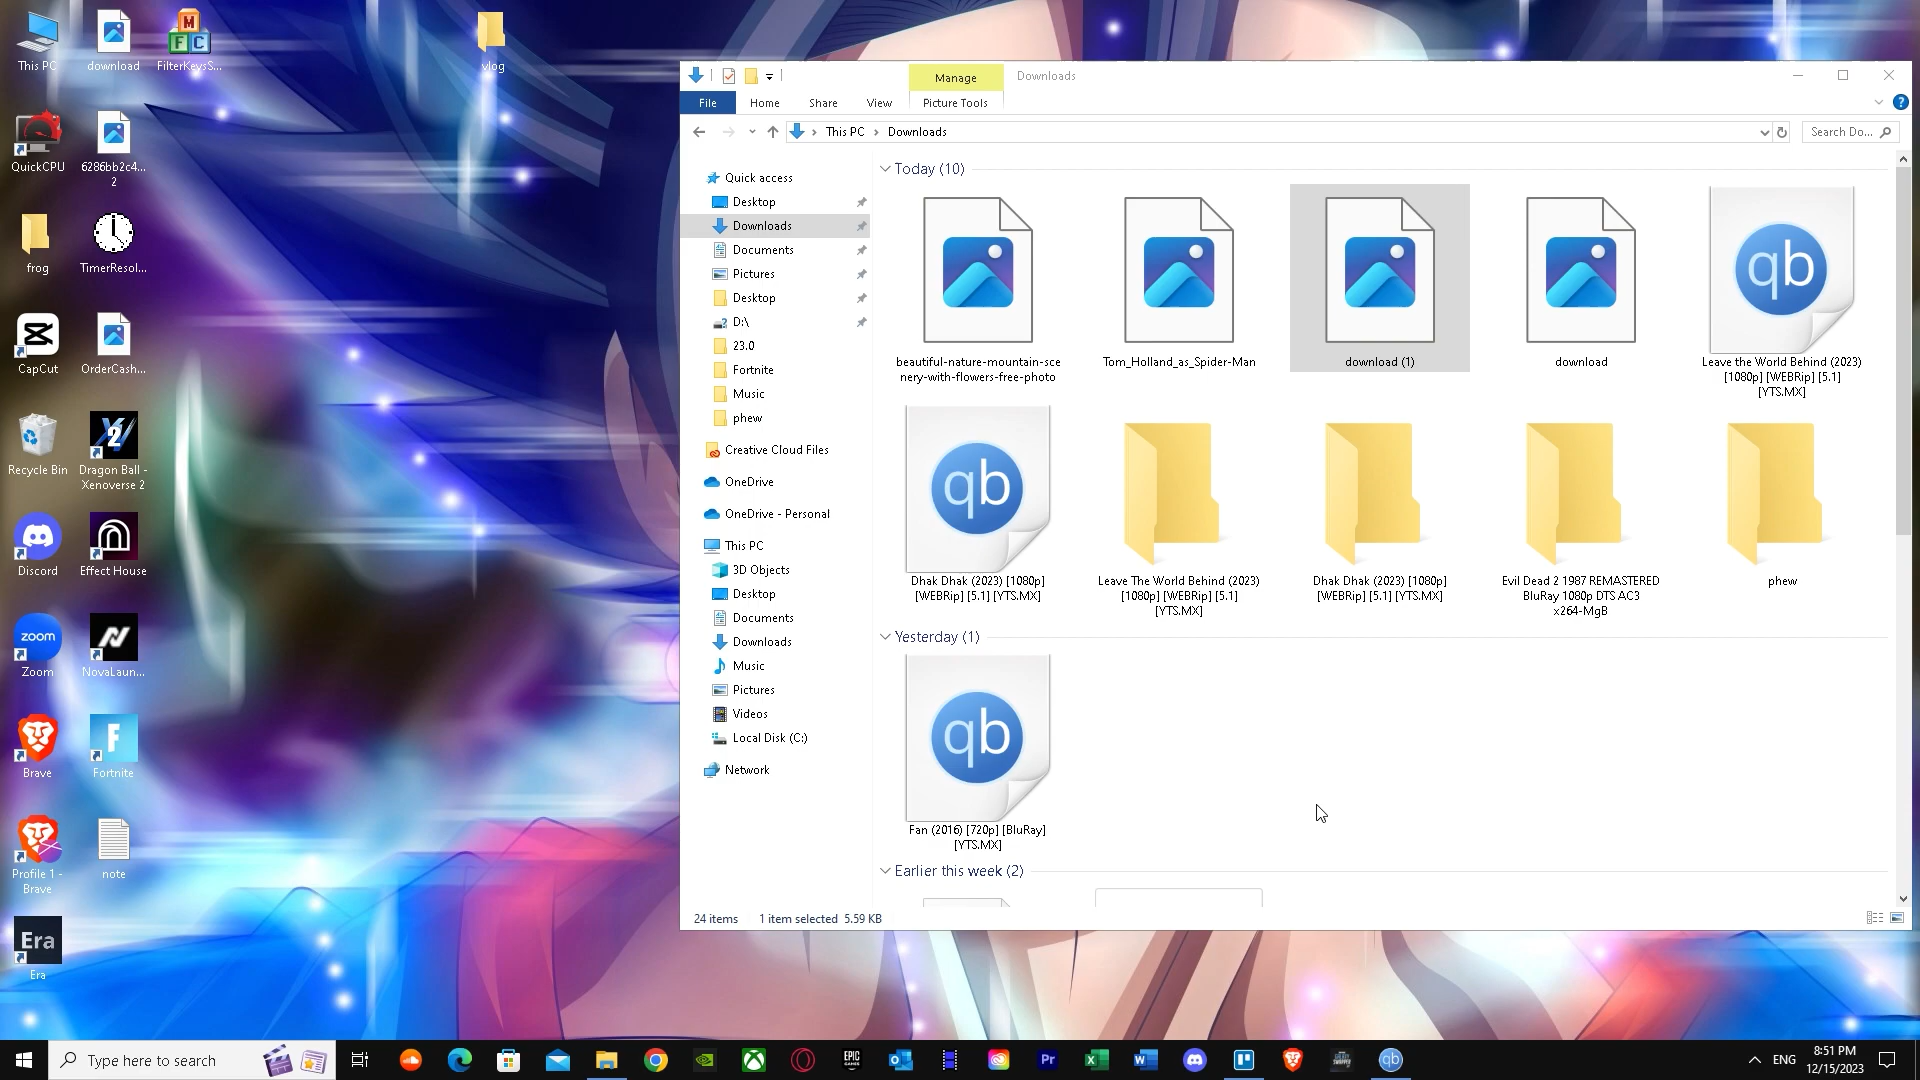 This PC
download
FilterKeysS...
vlog
QuickCPU
6286bb2c4...
2
frog
TimerResol...
CapCut
OrderCash...
Recycle Bin
Dragon Ball -
Xenoverse 2
Discord
Effect House
zoom
Zoom
NovaLaun...
Brave
Fortnite
Profile 1 -
Brave
note
Era
Era
Manage
Downloads
File
Home
Share
View
Picture Tools
This PC
Downloads
Search Do...
Quick access
Desktop
Downloads
Documents
Pictures
Desktop
D:\
23.0
Fortnite
Music
phew
Creative Cloud Files
OneDrive
OneDrive - Personal
This PC
3D Objects
Desktop
Documents
Downloads
Music
Pictures
Videos
Local Disk (C:)
Network
Today (10)
beautiful-nature-mountain-sce
nery-with-flowers-free-photo
Tom_Holland_as_Spider-Man
download (1)
download
qb
Leave the World Behind (2023)
[1080p] [WEBRip] [5.1]
[YTS.MX]
qb
Dhak Dhak (2023) [1080p]
[WEBRip] [5.1] [YTS.MX]
Leave The World Behind (2023)
[1080p] [WEBRip] [5.1]
[YTS.MX]
Dhak Dhak (2023) [1080p]
[WEBRip] [5.1] [YTS.MX]
Evil Dead 2 1987 REMASTERED
BluRay 1080p DTS AC3
x264-MgB
phew
Yesterday (1)
qb
Fan (2016) [720p] [BluRay]
[YTS.MX]
Earlier this week (2)
24 items
1 item selected 5.59 KB
Type here to search
EPIC
GAMES
Pr
qb
ENG
8:51 PM
12/15/2023